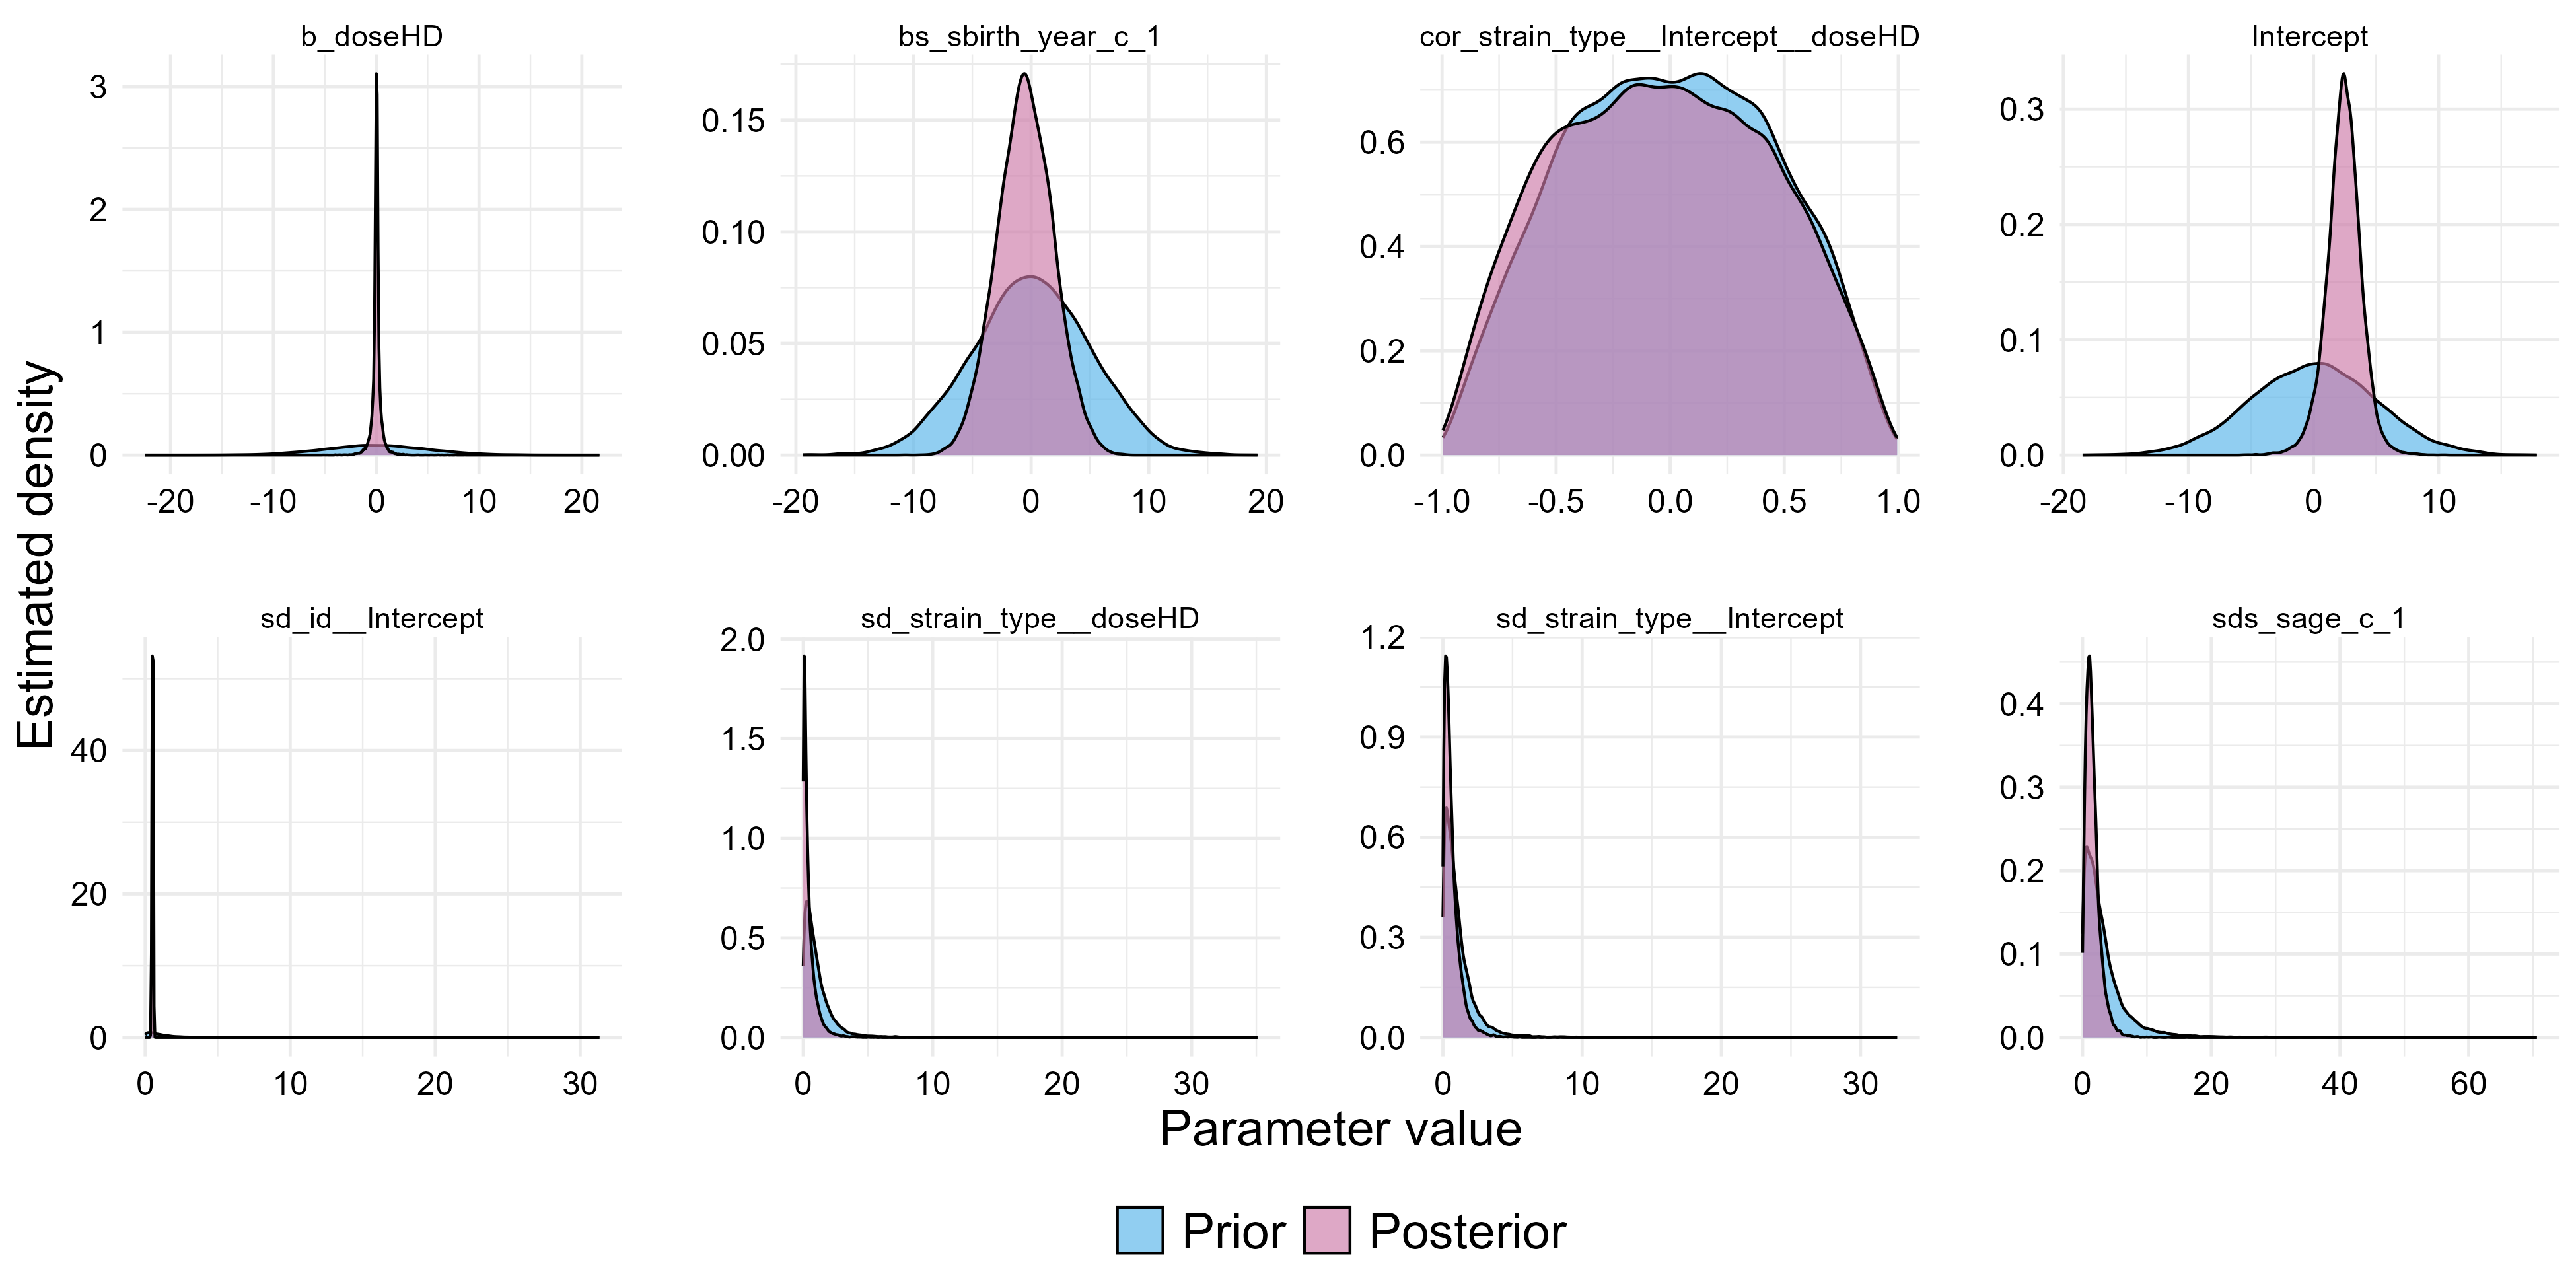 b_doseHD
bs_sbirth_year_c_1
cor_strain_type__Intercept__doseHD
Intercept
3
2
1
0
-20 -10 0 10 20
0.15
0.10
0.05
0.00
-20 -10 0 10 20
0.6
0.4
0.2
0.0
-1.0 -0.5 0.0 0.5 1.0
0.3
0.2
0.1
0.0
-20 -10 0 10
Estimated density
sd_id__Intercept
sd_strain_type__doseHD
sd_strain_type__Intercept
sds_sage_c_1
40
20
0
0 10 20 30
2.0
1.5
1.0
0.5
0.0
0 10 20 30
1.2
0.9
0.6
0.3
0.0
0 10 20 30
0.4
0.3
0.2
0.1
0.0
0 20 40 60
Parameter value
Prior Posterior